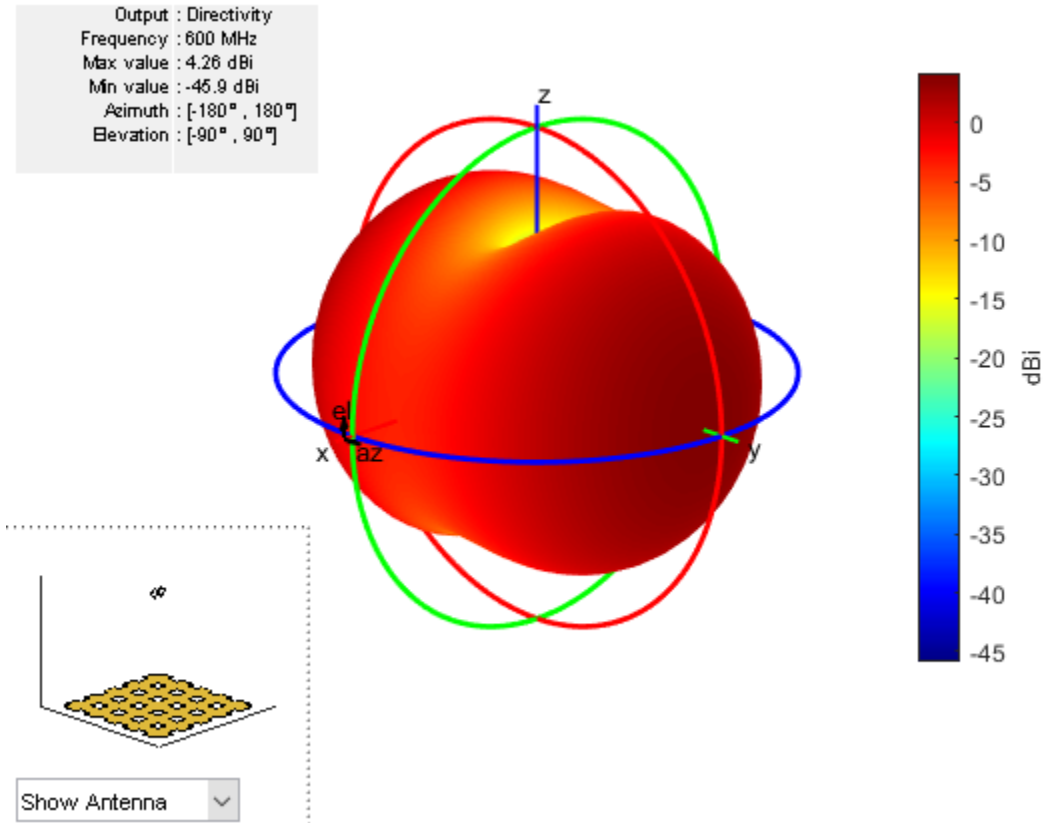 Output : Directivity
Frequency : 600 MHz
Max value : 4.26 dBi
Min value : -45.9 dBi
Azimuth : [-180° , 180°]
Elevation : [-90° , 90°]
z
0
-5
-10
-15
-20
-25
-30
-35
-40
-45
dBi
el
x
az
y
Show Antenna